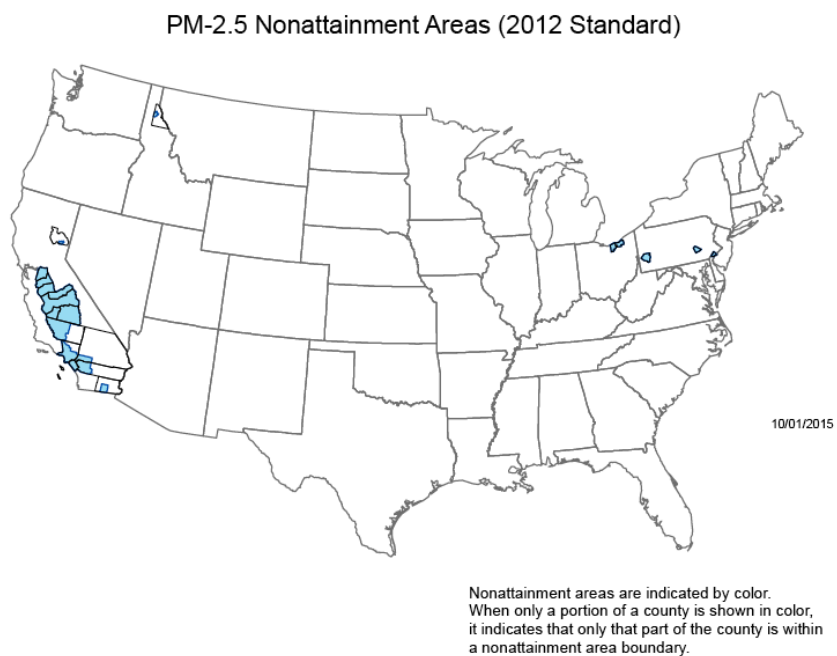 PM-2.5 Nonattainment Areas (2012 Standard)
10/01/2015
Nonattainment areas are indicated by color.
When only a portion of a county is shown in color,
it indicates that only that part of the county is within
a nonattainment area boundary.